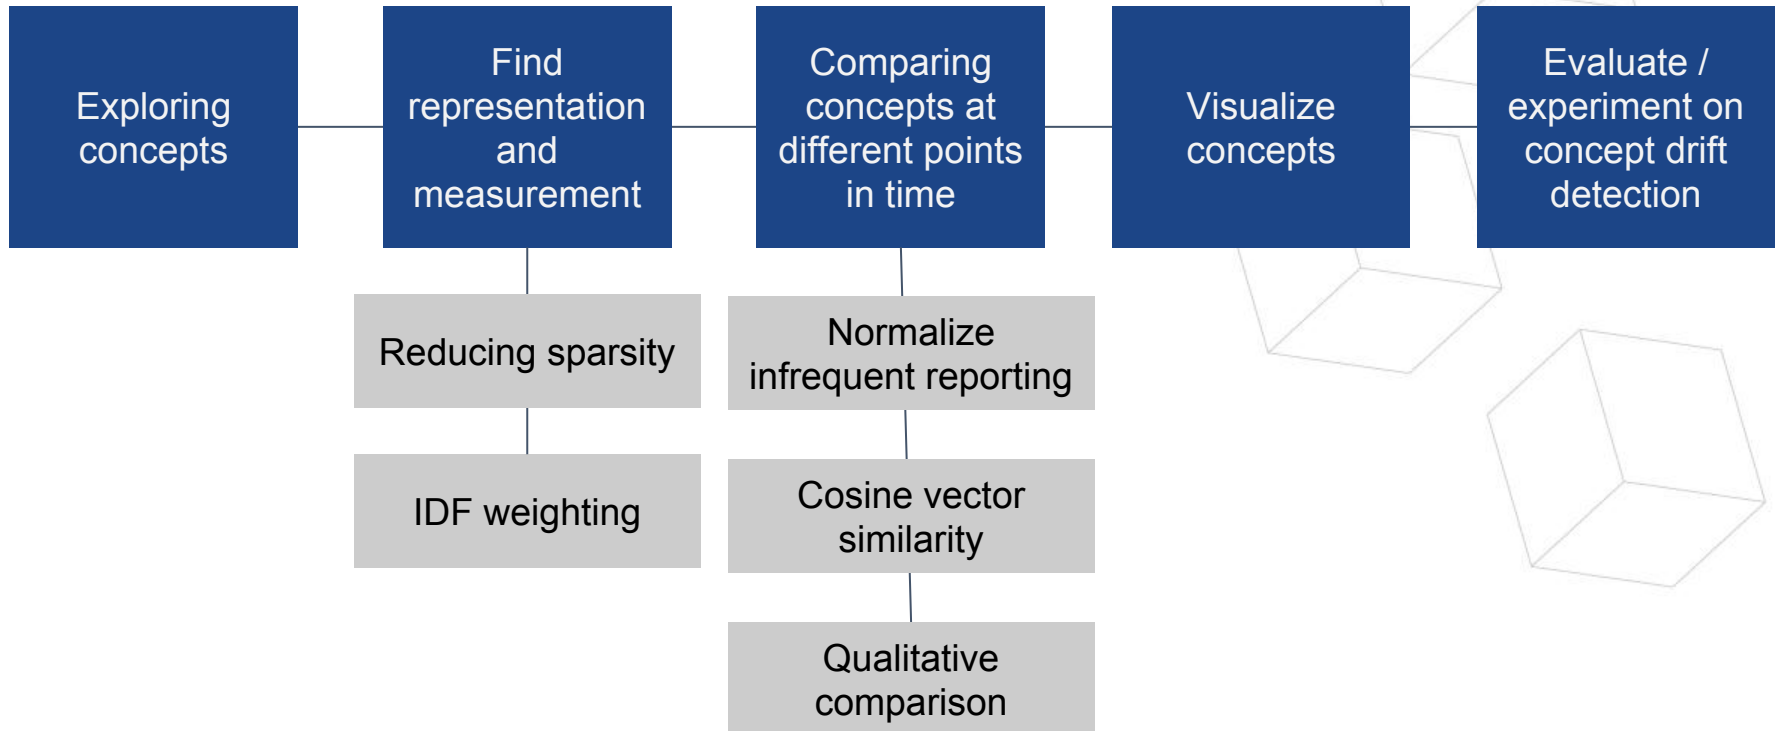 Exploring
concepts
Find
representation
and
measurement
Comparing
concepts at
different points
in time
Visualize
concepts
Evaluate /
experiment on
concept drift
detection
Reducing sparsity
IDF weighting
Normalize
infrequent reporting
Cosine vector
similarity
Qualitative
comparison